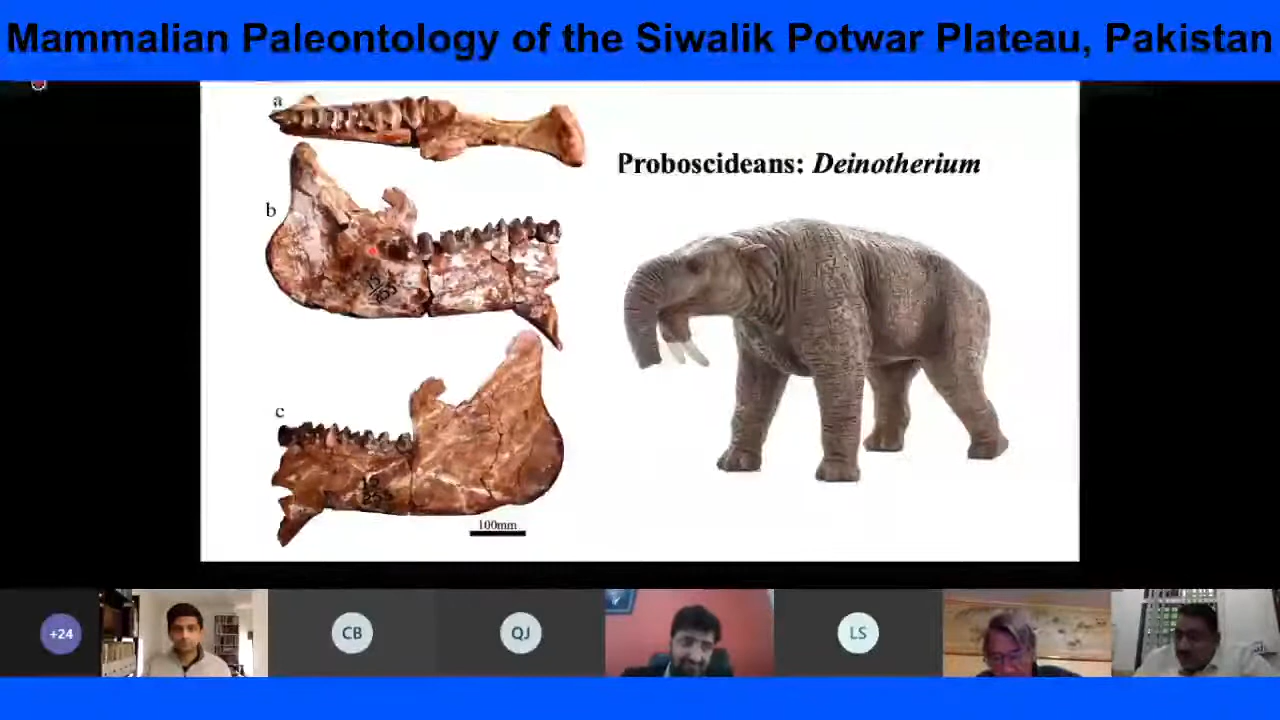 Mammalian Paleontology of the Siwalik Potwar Plateau, Pakistan
a
Proboscideans: Deinotherium
b
c
100mm
+24
CB
QJ
LS